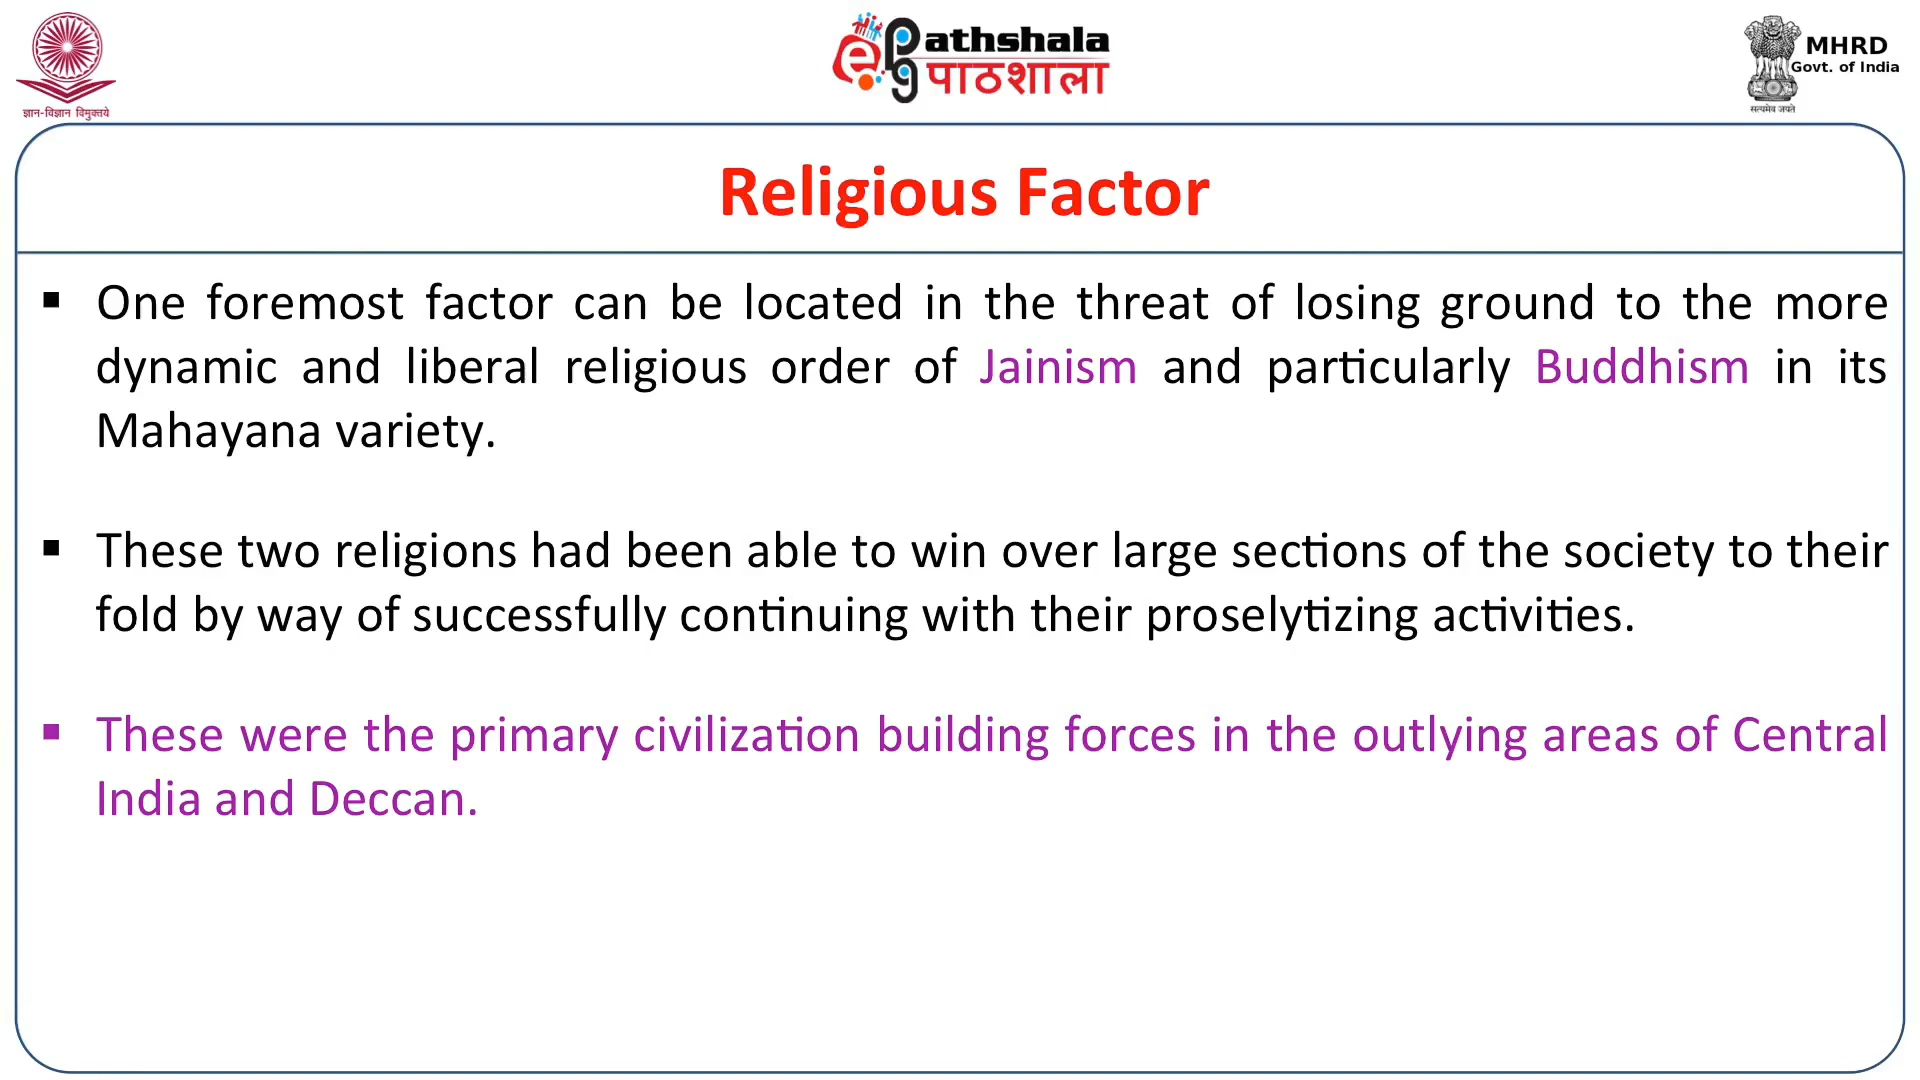 ज्ञान-विज्ञान विमुक्तये
ePG Pathshala
पाठशाला
MHRD
Govt. of India
सत्यमेव जयते
Religious Factor
▪ One foremost factor can be located in the threat of losing ground to the more
dynamic and liberal religious order of Jainism and particularly Buddhism in its
Mahayana variety.
▪ These two religions had been able to win over large sections of the society to their
fold by way of successfully continuing with their proselytizing activities.
▪ These were the primary civilization building forces in the outlying areas of Central
India and Deccan.